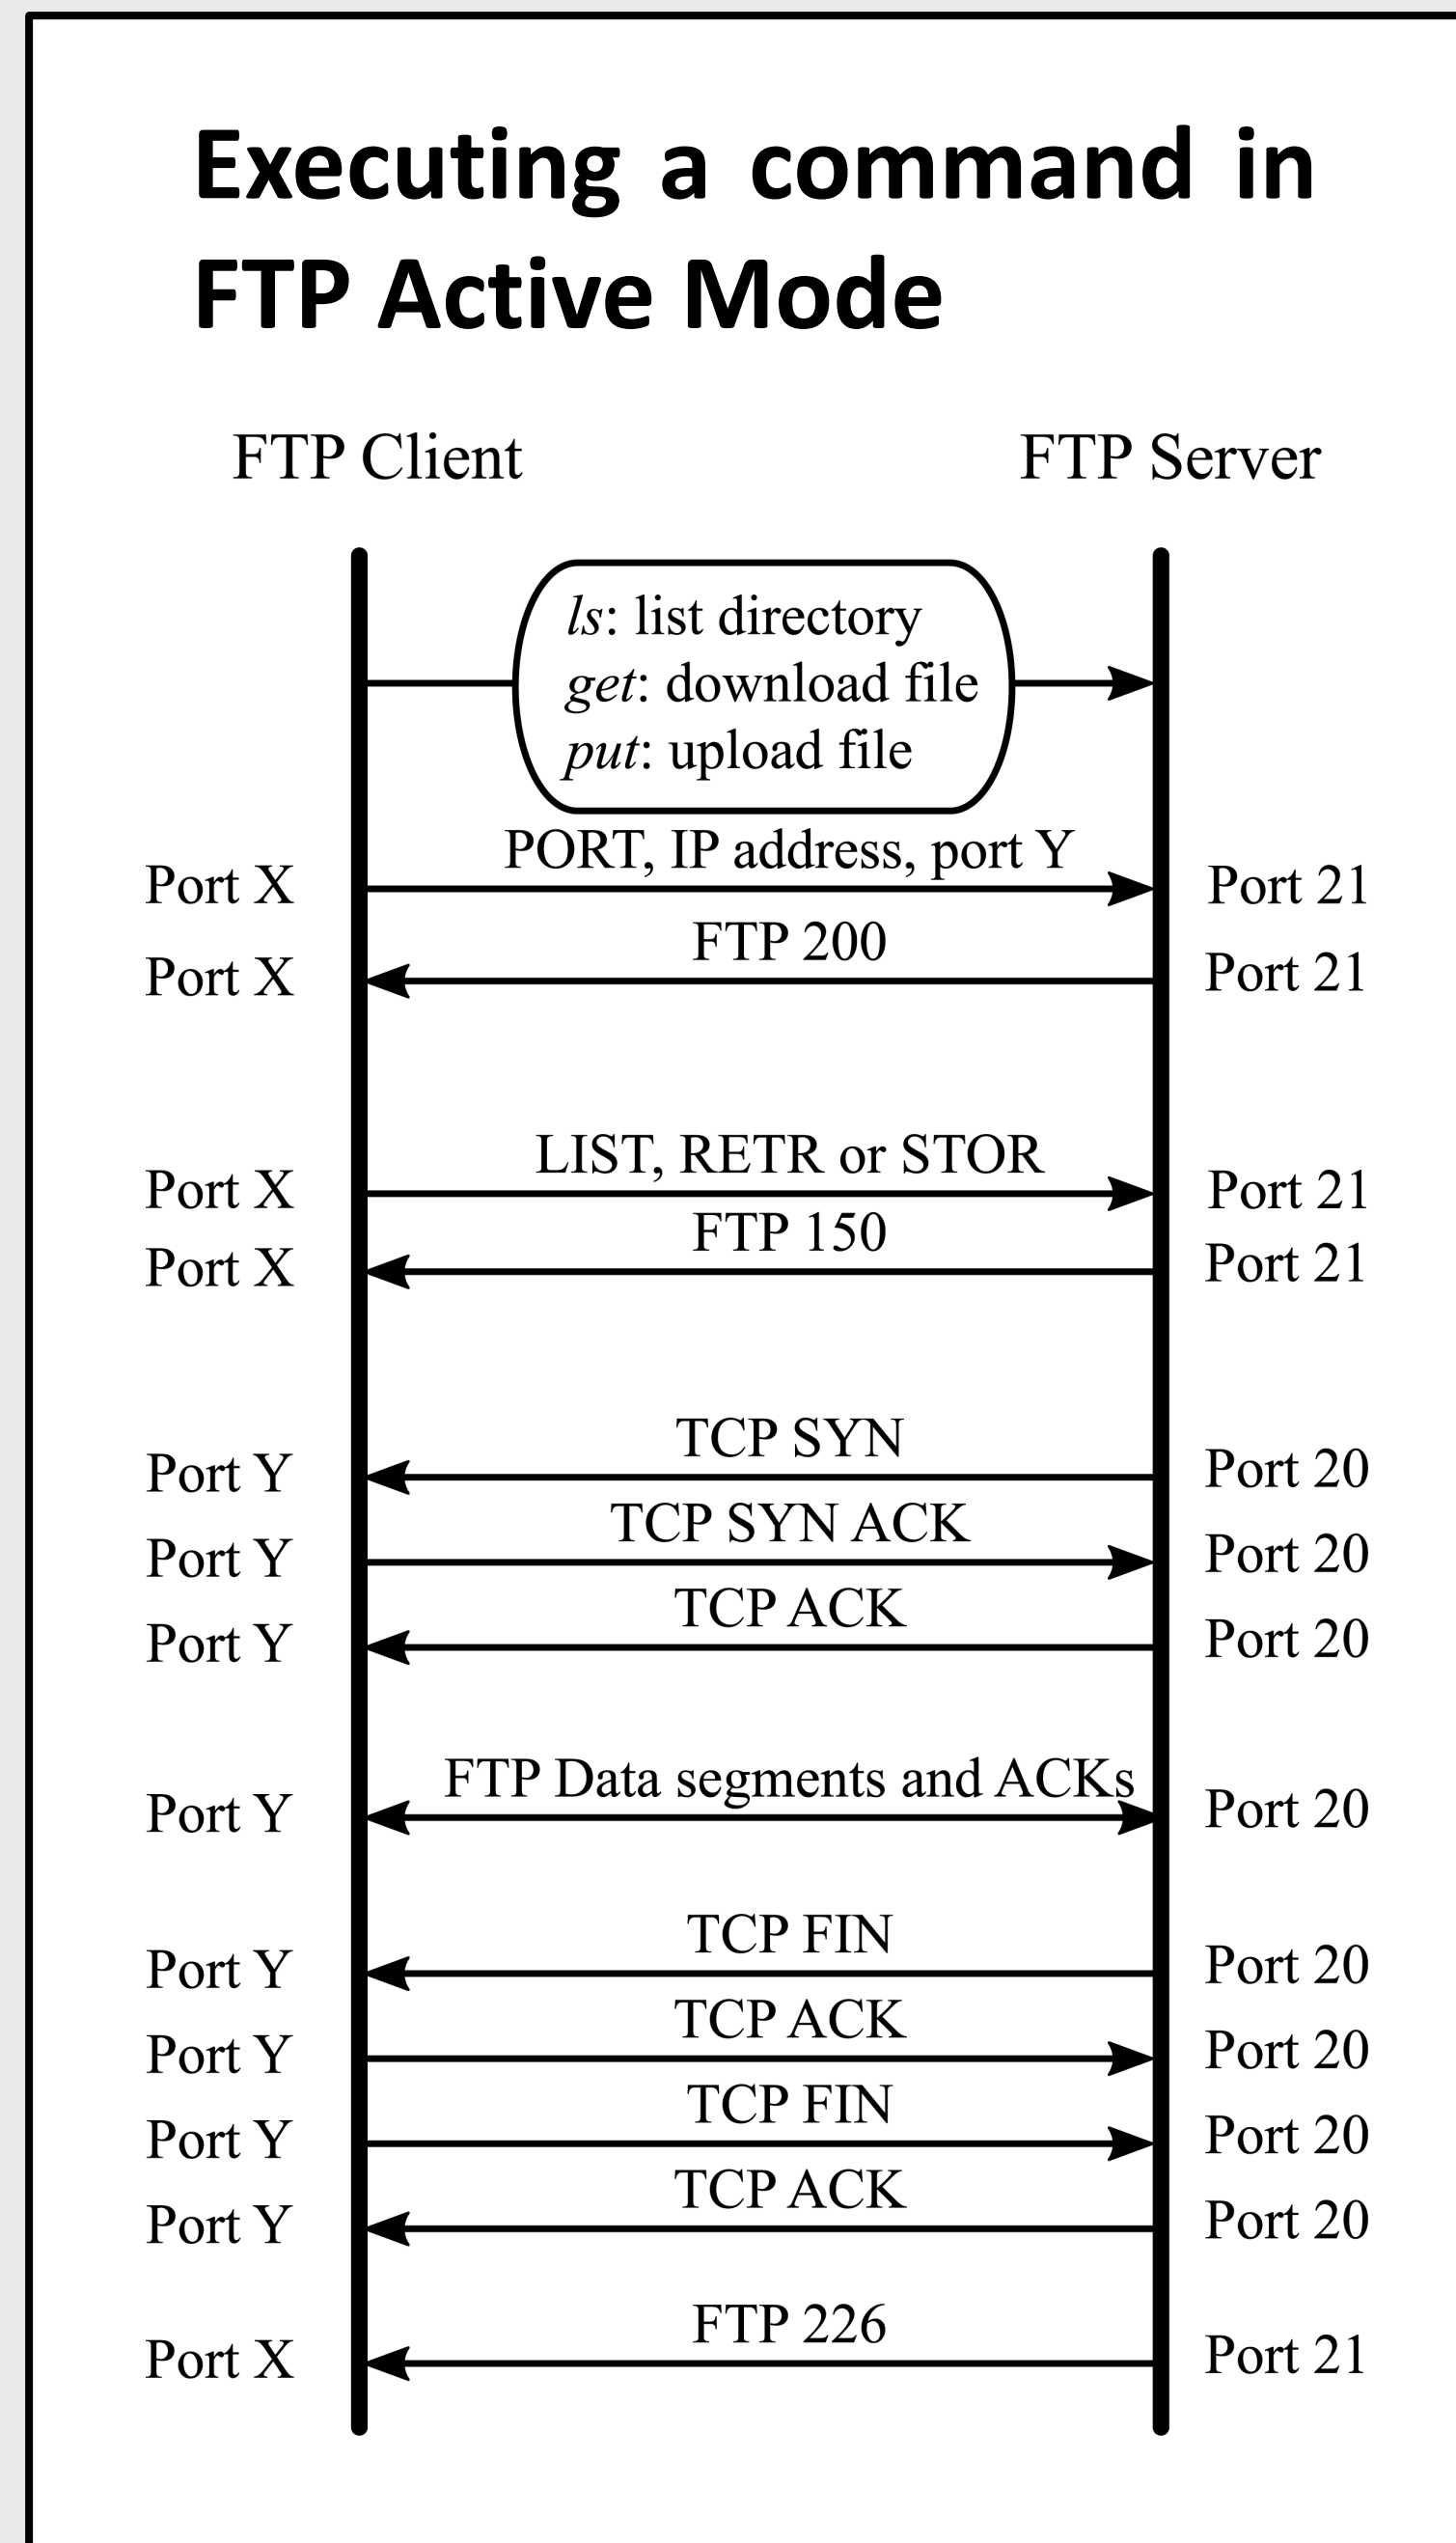 Executing a command in
FTP Active Mode
FTP Client FTP Server
ls: list directory
get: download file
put: upload file
PORT, IP address, port Y
Port X Port 21
FTP 200
Port X Port 21
LIST, RETR or STOR
Port X Port 21
FTP 150
Port X Port 21
TCP SYN
Port Y Port 20
TCP SYN ACK
Port Y Port 20
TCP ACK
Port Y Port 20
FTP Data segments and ACKs
Port Y Port 20
TCP FIN
Port Y Port 20
TCP ACK
Port Y Port 20
TCP FIN
Port Y Port 20
TCP ACK
Port Y Port 20
FTP 226
Port X Port 21